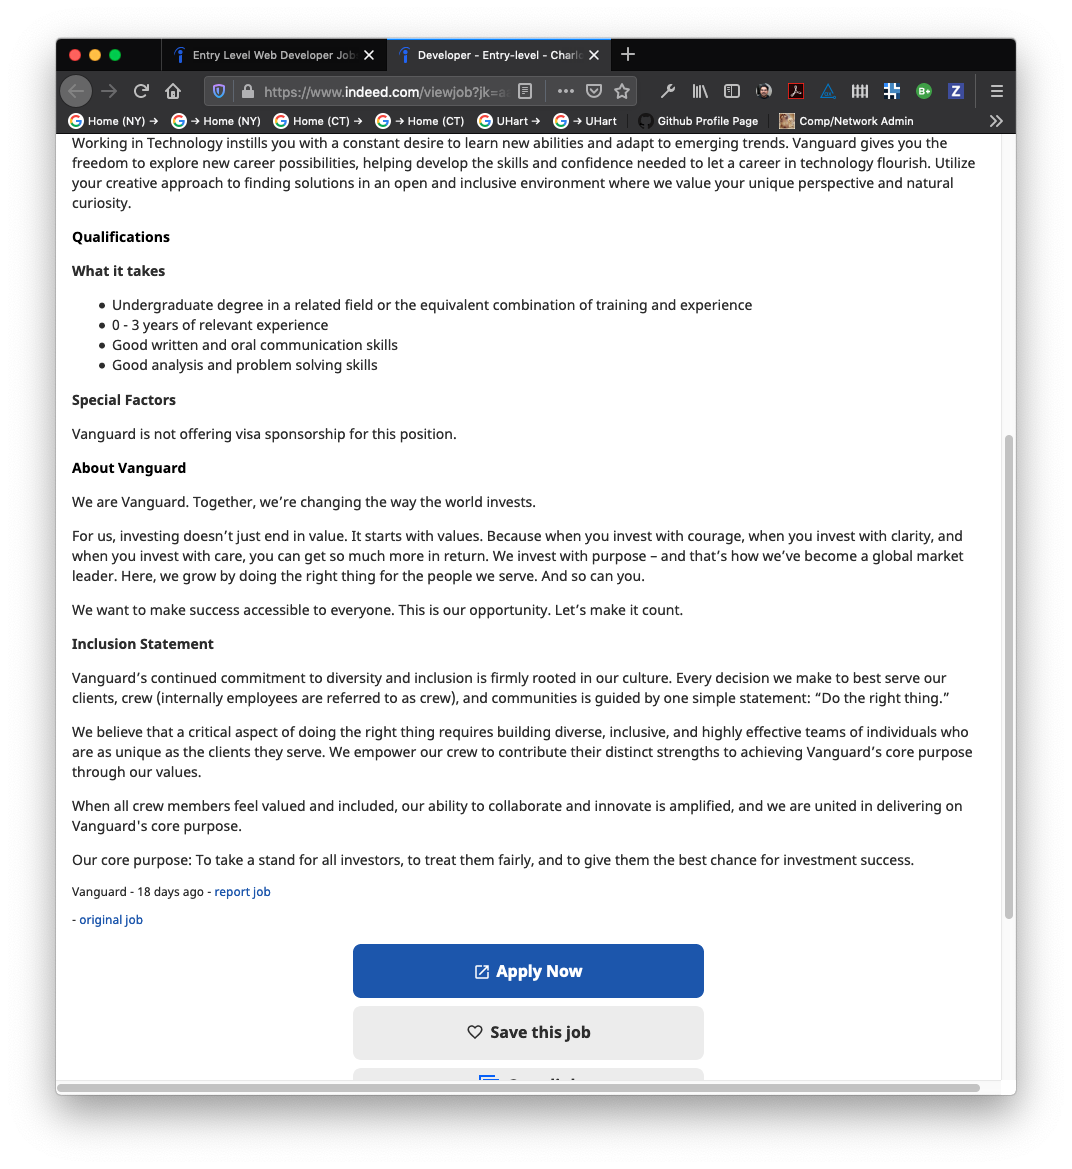 Entry Level Web Developer Job
Developer - Entry-level - Charlo
https://www.indeed.com/viewjob?jk=a
Home (NY) →
→ Home (NY)
Home (CT) →
→ Home (CT)
UHart →
→ UHart
Github Profile Page
Comp/Network Admin
B+
Z
Working in Technology instills you with a constant desire to learn new abilities and adapt to emerging trends. Vanguard gives you the
freedom to explore new career possibilities, helping develop the skills and confidence needed to let a career in technology flourish. Utilize
your creative approach to finding solutions in an open and inclusive environment where we value your unique perspective and natural
curiosity.
Qualifications
What it takes
• Undergraduate degree in a related field or the equivalent combination of training and experience
• 0 - 3 years of relevant experience
• Good written and oral communication skills
• Good analysis and problem solving skills
Special Factors
Vanguard is not offering visa sponsorship for this position.
About Vanguard
We are Vanguard. Together, we’re changing the way the world invests.
For us, investing doesn’t just end in value. It starts with values. Because when you invest with courage, when you invest with clarity, and
when you invest with care, you can get so much more in return. We invest with purpose – and that’s how we’ve become a global market
leader. Here, we grow by doing the right thing for the people we serve. And so can you.
We want to make success accessible to everyone. This is our opportunity. Let’s make it count.
Inclusion Statement
Vanguard’s continued commitment to diversity and inclusion is firmly rooted in our culture. Every decision we make to best serve our
clients, crew (internally employees are referred to as crew), and communities is guided by one simple statement: “Do the right thing.”
We believe that a critical aspect of doing the right thing requires building diverse, inclusive, and highly effective teams of individuals who
are as unique as the clients they serve. We empower our crew to contribute their distinct strengths to achieving Vanguard’s core purpose
through our values.
When all crew members feel valued and included, our ability to collaborate and innovate is amplified, and we are united in delivering on
Vanguard's core purpose.
Our core purpose: To take a stand for all investors, to treat them fairly, and to give them the best chance for investment success.
Vanguard - 18 days ago - report job
- original job
Apply Now
Save this job